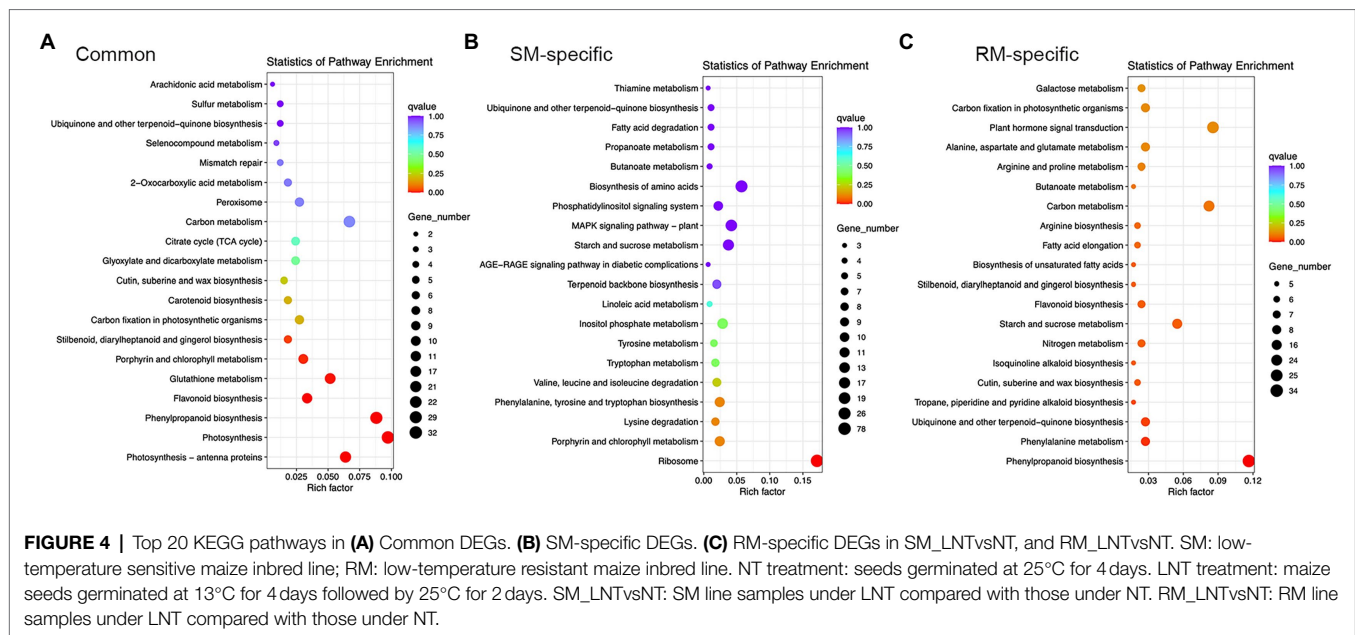 A
Common
Statistics of Pathway Enrichment
Arachidonic acid metabolism
Sulfur metabolism
Ubiquinone and other terpenoid−quinone biosynthesis
Selenocompound metabolism
Mismatch repair
2−Oxocarboxylic acid metabolism
Peroxisome
Carbon metabolism
Citrate cycle (TCA cycle)
Glyoxylate and dicarboxylate metabolism
Cutin, suberine and wax biosynthesis
Carotenoid biosynthesis
Carbon fixation in photosynthetic organisms
Stilbenoid, diarylheptanoid and gingerol biosynthesis
Porphyrin and chlorophyll metabolism
Glutathione metabolism
Flavonoid biosynthesis
Phenylpropanoid biosynthesis
Photosynthesis
Photosynthesis − antenna proteins
0.025 0.050 0.075 0.100
Rich factor
qvalue
1.00
0.75
0.50
0.25
0.00
Gene_number
2
3
4
5
6
8
9
10
11
17
21
22
29
32
B
SM-specific
Statistics of Pathway Enrichment
Thiamine metabolism
Ubiquinone and other terpenoid−quinone biosynthesis
Fatty acid degradation
Propanoate metabolism
Butanoate metabolism
Biosynthesis of amino acids
Phosphatidylinositol signaling system
MAPK signaling pathway − plant
Starch and sucrose metabolism
AGE−RAGE signaling pathway in diabetic complications
Terpenoid backbone biosynthesis
Linoleic acid metabolism
Inositol phosphate metabolism
Tyrosine metabolism
Tryptophan metabolism
Valine, leucine and isoleucine degradation
Phenylalanine, tyrosine and tryptophan biosynthesis
Lysine degradation
Porphyrin and chlorophyll metabolism
Ribosome
0.00 0.05 0.10 0.15
Rich factor
qvalue
1.00
0.75
0.50
0.25
0.00
Gene_number
3
4
5
7
8
9
10
11
13
17
19
26
78
C
RM-specific
Statistics of Pathway Enrichment
Galactose metabolism
Carbon fixation in photosynthetic organisms
Plant hormone signal transduction
Alanine, aspartate and glutamate metabolism
Arginine and proline metabolism
Butanoate metabolism
Carbon metabolism
Arginine biosynthesis
Fatty acid elongation
Biosynthesis of unsaturated fatty acids
Stilbenoid, diarylheptanoid and gingerol biosynthesis
Flavonoid biosynthesis
Starch and sucrose metabolism
Nitrogen metabolism
Isoquinoline alkaloid biosynthesis
Cutin, suberine and wax biosynthesis
Tropane, piperidine and pyridine alkaloid biosynthesis
Ubiquinone and other terpenoid−quinone biosynthesis
Phenylalanine metabolism
Phenylpropanoid biosynthesis
0.03 0.06 0.09 0.12
Rich factor
qvalue
1.00
0.75
0.50
0.25
0.00
Gene_number
5
6
7
8
16
24
25
34
FIGURE 4 | Top 20 KEGG pathways in (A) Common DEGs. (B) SM-specific DEGs. (C) RM-specific DEGs in SM_LNTvsNT, and RM_LNTvsNT. SM: low-
temperature sensitive maize inbred line; RM: low-temperature resistant maize inbred line. NT treatment: seeds germinated at 25°C for 4 days. LNT treatment: maize
seeds germinated at 13°C for 4 days followed by 25°C for 2 days. SM_LNTvsNT: SM line samples under LNT compared with those under NT. RM_LNTvsNT: RM line
samples under LNT compared with those under NT.